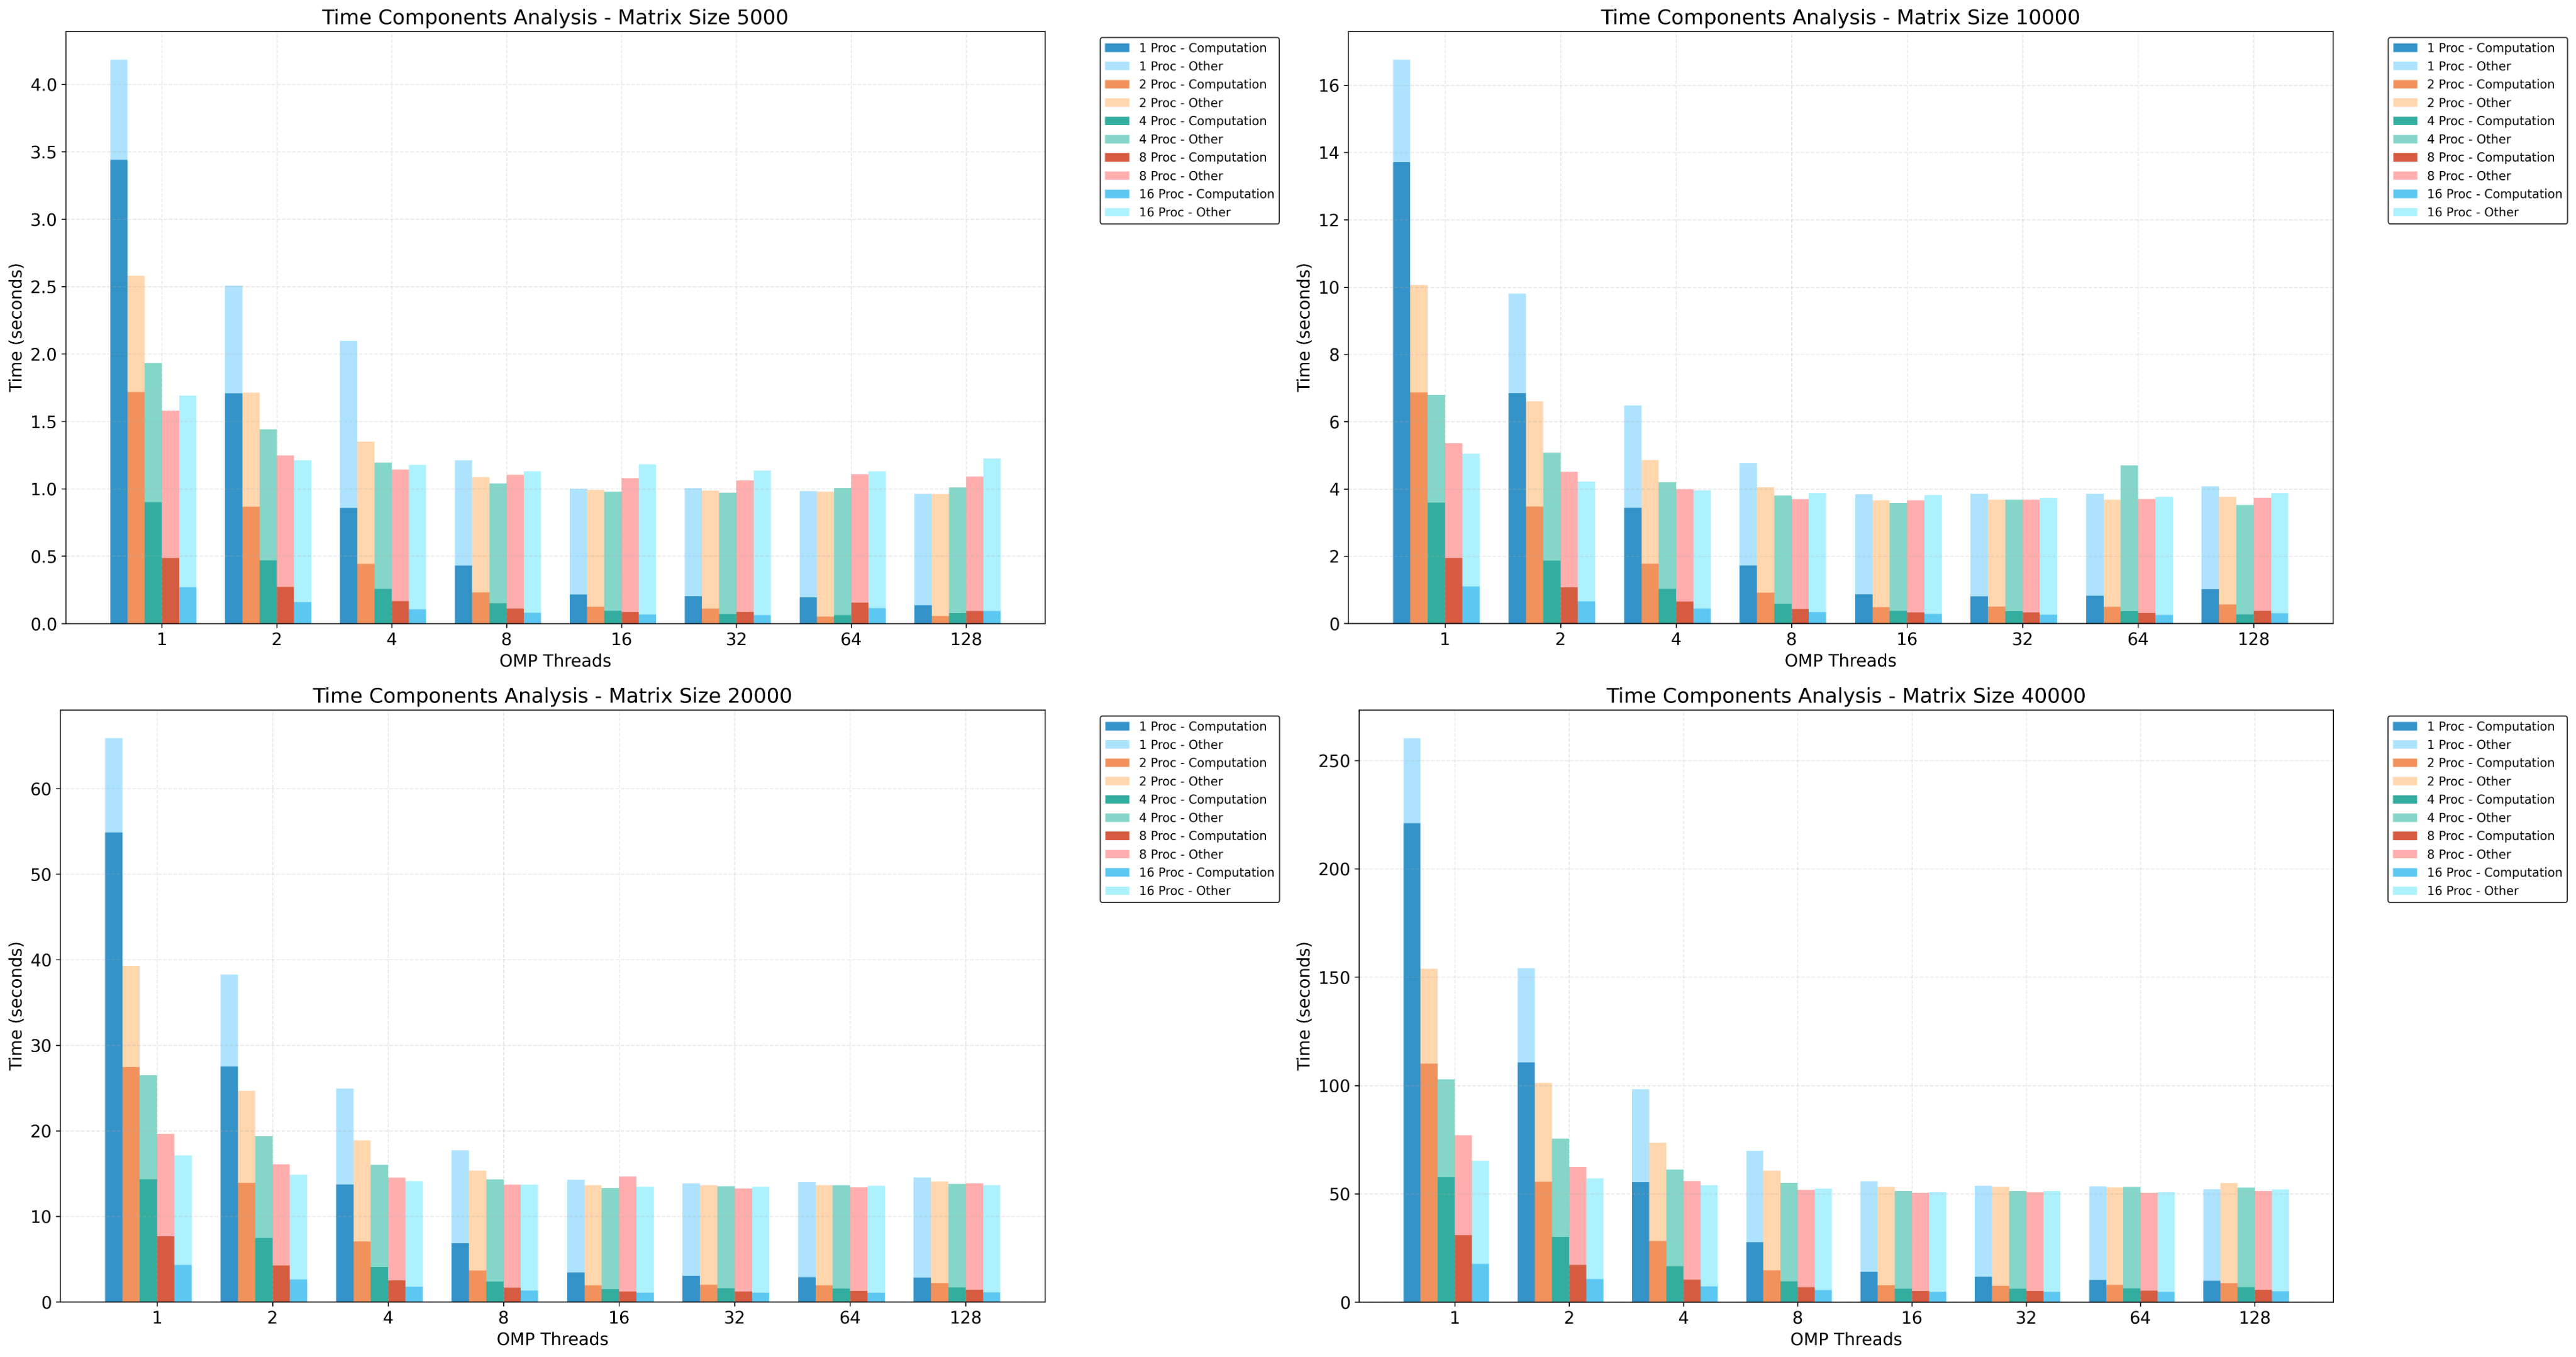 Time Components Analysis - Matrix Size 5000
Time (seconds)
4.0
3.5
3.0
2.5
2.0
1.5
1.0
0.5
0.0
1 2 4 8 16 32 64 128
OMP Threads
1 Proc - Computation
1 Proc - Other
2 Proc - Computation
2 Proc - Other
4 Proc - Computation
4 Proc - Other
8 Proc - Computation
8 Proc - Other
16 Proc - Computation
16 Proc - Other
Time Components Analysis - Matrix Size 10000
Time (seconds)
16
14
12
10
8
6
4
2
0
1 2 4 8 16 32 64 128
OMP Threads
1 Proc - Computation
1 Proc - Other
2 Proc - Computation
2 Proc - Other
4 Proc - Computation
4 Proc - Other
8 Proc - Computation
8 Proc - Other
16 Proc - Computation
16 Proc - Other
Time Components Analysis - Matrix Size 20000
Time (seconds)
60
50
40
30
20
10
0
1 2 4 8 16 32 64 128
OMP Threads
1 Proc - Computation
1 Proc - Other
2 Proc - Computation
2 Proc - Other
4 Proc - Computation
4 Proc - Other
8 Proc - Computation
8 Proc - Other
16 Proc - Computation
16 Proc - Other
Time Components Analysis - Matrix Size 40000
Time (seconds)
250
200
150
100
50
0
1 2 4 8 16 32 64 128
OMP Threads
1 Proc - Computation
1 Proc - Other
2 Proc - Computation
2 Proc - Other
4 Proc - Computation
4 Proc - Other
8 Proc - Computation
8 Proc - Other
16 Proc - Computation
16 Proc - Other